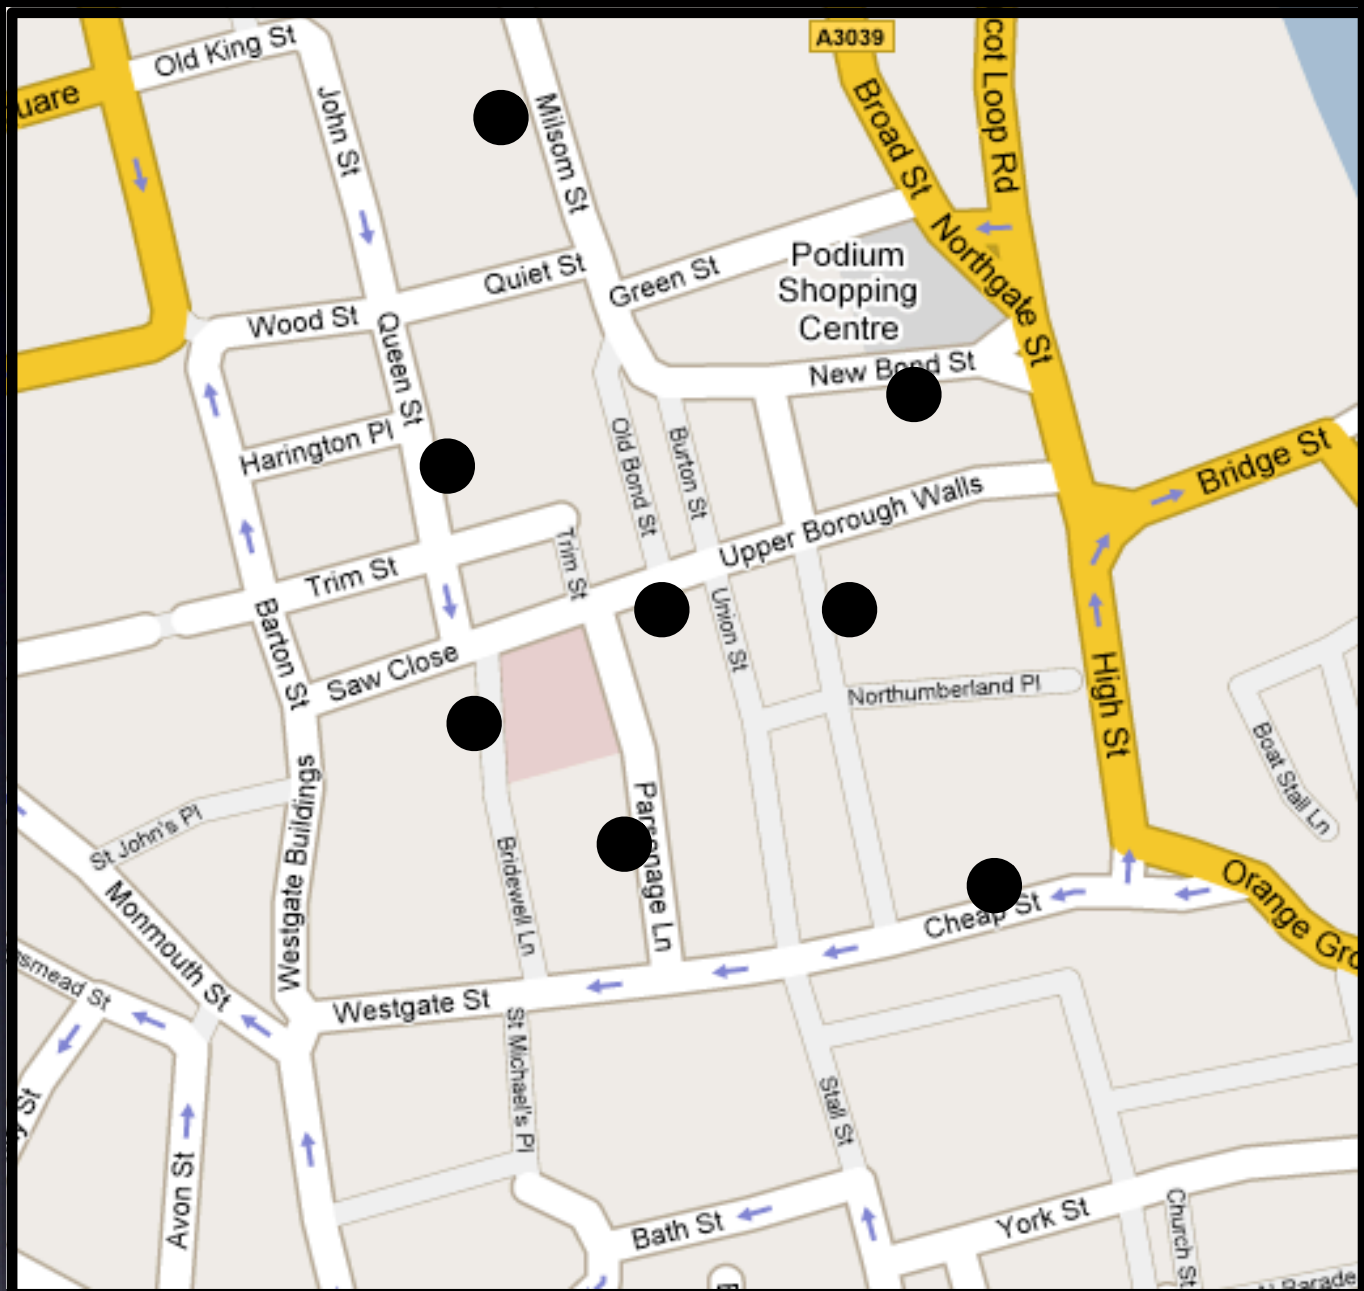 A3039
Old King St
uare
cot Loop Rd
John St
Milsom St
Broad St
Northgate St
Podium
Shopping
Centre
Quiet St
Green St
Wood St
Queen St
New Bond St
Harington Pl
Old Bond St
Burton St
Bridge St
Upper Borough Walls
Trim St
Trim St
Barton St
Union St
Saw Close
Northumberland Pl
High St
Boat Stall Ln
Westgate Buildings
St John's Pl
Parsonage Ln
Bridewell Ln
Monmouth St
Cheap St
Orange Gro
smead St
Westgate St
St Michael's Pl
Stall St
y St
Avon St
Bath St
York St
Church St
N Parade